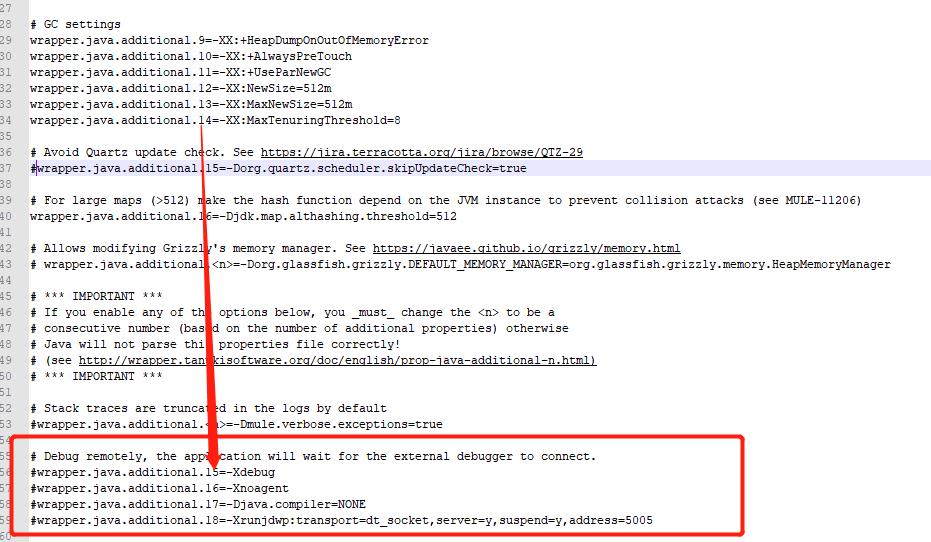 27
28 # GC settings
29 wrapper.java.additional.9=-XX:+HeapDumpOnOutOfMemoryError
30 wrapper.java.additional.10=-XX:+AlwaysPreTouch
31 wrapper.java.additional.11=-XX:+UseParNewGC
32 wrapper.java.additional.12=-XX:NewSize=512m
33 wrapper.java.additional.13=-XX:MaxNewSize=512m
34 wrapper.java.additional.14=-XX:MaxTenuringThreshold=8
35
36 # Avoid Quartz update check. See https://jira.terracotta.org/jira/browse/QTZ-29
37 #wrapper.java.additional.15=-Dorg.quartz.scheduler.skipUpdateCheck=true
38
39 # For large maps (>512) make the hash function depend on the JVM instance to prevent collision attacks (see MULE-11206)
40 wrapper.java.additional.16=-Djdk.map.althashing.threshold=512
41
42 # Allows modifying Grizzly's memory manager. See https://javaee.github.io/grizzly/memory.html
43 # wrapper.java.additional.<n>=-Dorg.glassfish.grizzly.DEFAULT_MEMORY_MANAGER=org.glassfish.grizzly.memory.HeapMemoryManager
44
45 # *** IMPORTANT ***
46 # If you enable any of the options below, you _must_ change the <n> to be a
47 # consecutive number (based on the number of additional properties) otherwise
48 # Java will not parse this properties file correctly!
49 # (see http://wrapper.tanukisoftware.org/doc/english/prop-java-additional-n.html)
50 # *** IMPORTANT ***
51
52 # Stack traces are truncated in the logs by default
53 #wrapper.java.additional.<n>=-Dmule.verbose.exceptions=true
54
55 # Debug remotely, the application will wait for the external debugger to connect.
56 #wrapper.java.additional.15=-Xdebug
57 #wrapper.java.additional.16=-Xnoagent
58 #wrapper.java.additional.17=-Djava.compiler=NONE
59 #wrapper.java.additional.18=-Xrunjdwp:transport=dt_socket,server=y,suspend=y,address=5005
60